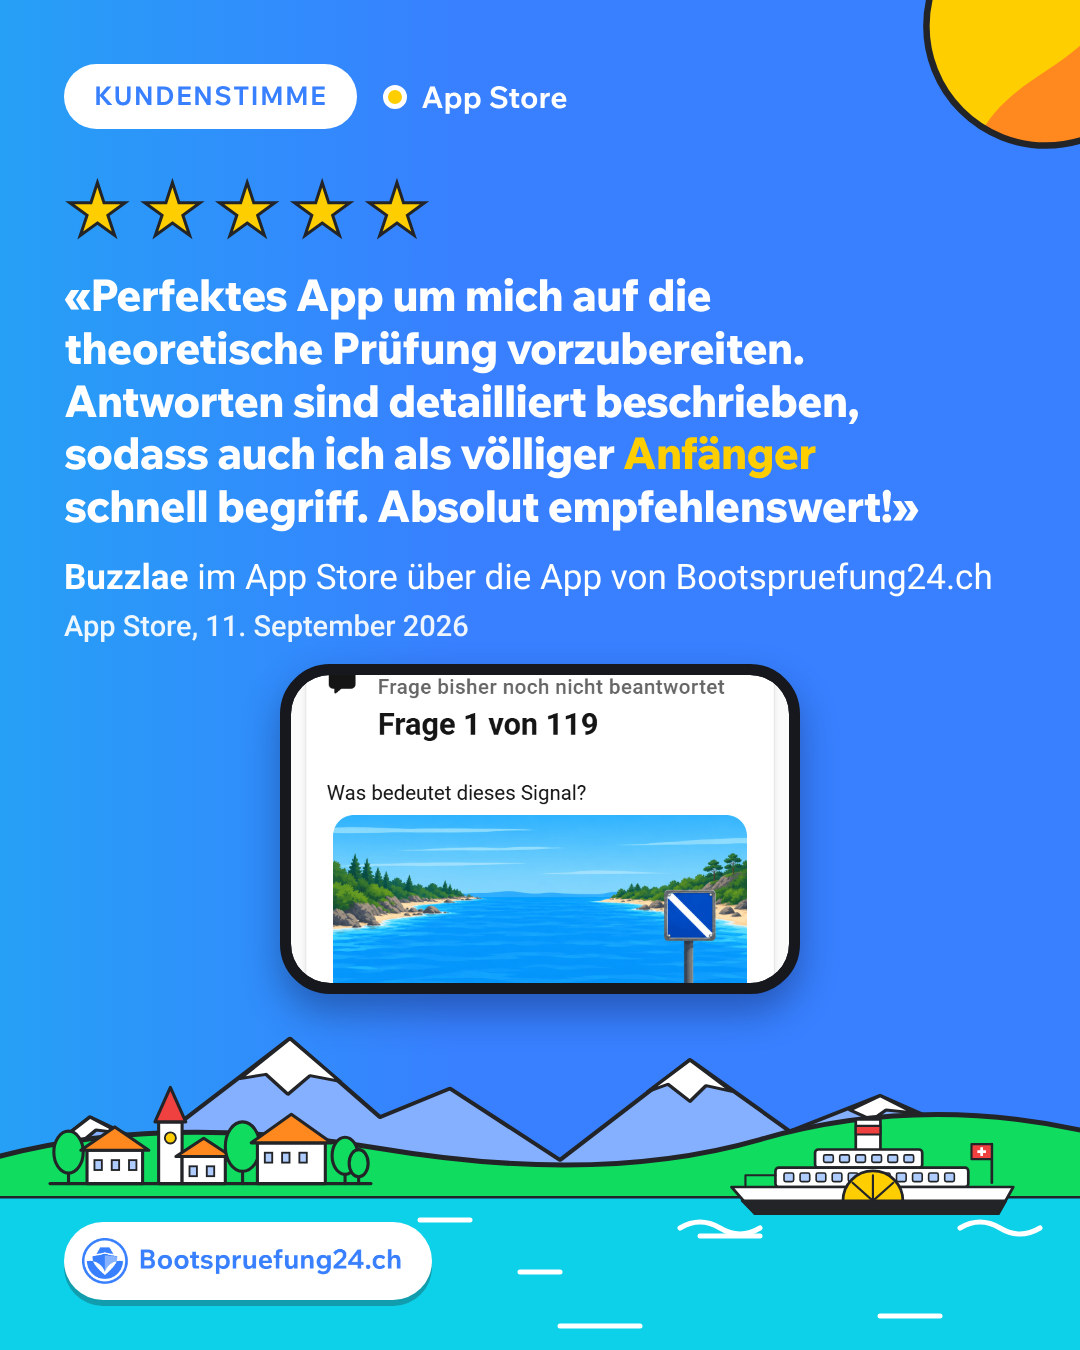 KUNDENSTIMME
App Store
«Perfektes App um mich auf die
theoretische Prüfung vorzubereiten.
Antworten sind detailliert beschrieben,
sodass auch ich als völliger Anfänger
schnell begriff. Absolut empfehlenswert!»
Buzzlae im App Store über die App von Bootspruefung24.ch
App Store, 11. September 2026
Frage bisher noch nicht beantwortet
Frage 1 von 119
Was bedeutet dieses Signal?
Bootspruefung24.ch